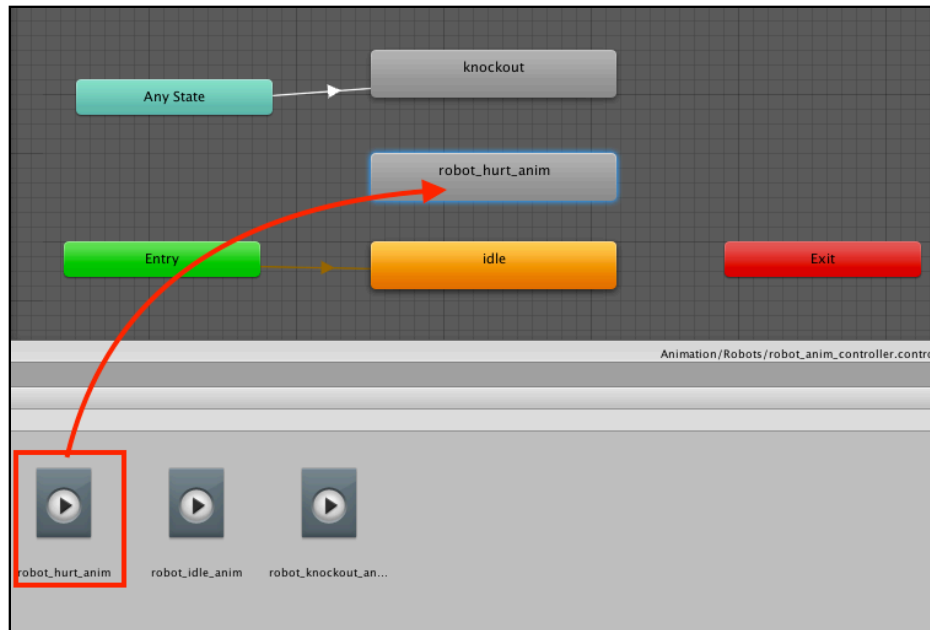 knockout
Any State
robot_hurt_anim
Entry
idle
Exit
Animation/Robots/robot_anim_controller.contro
robot_hurt_anim
robot_idle_anim
robot_knockout_an...